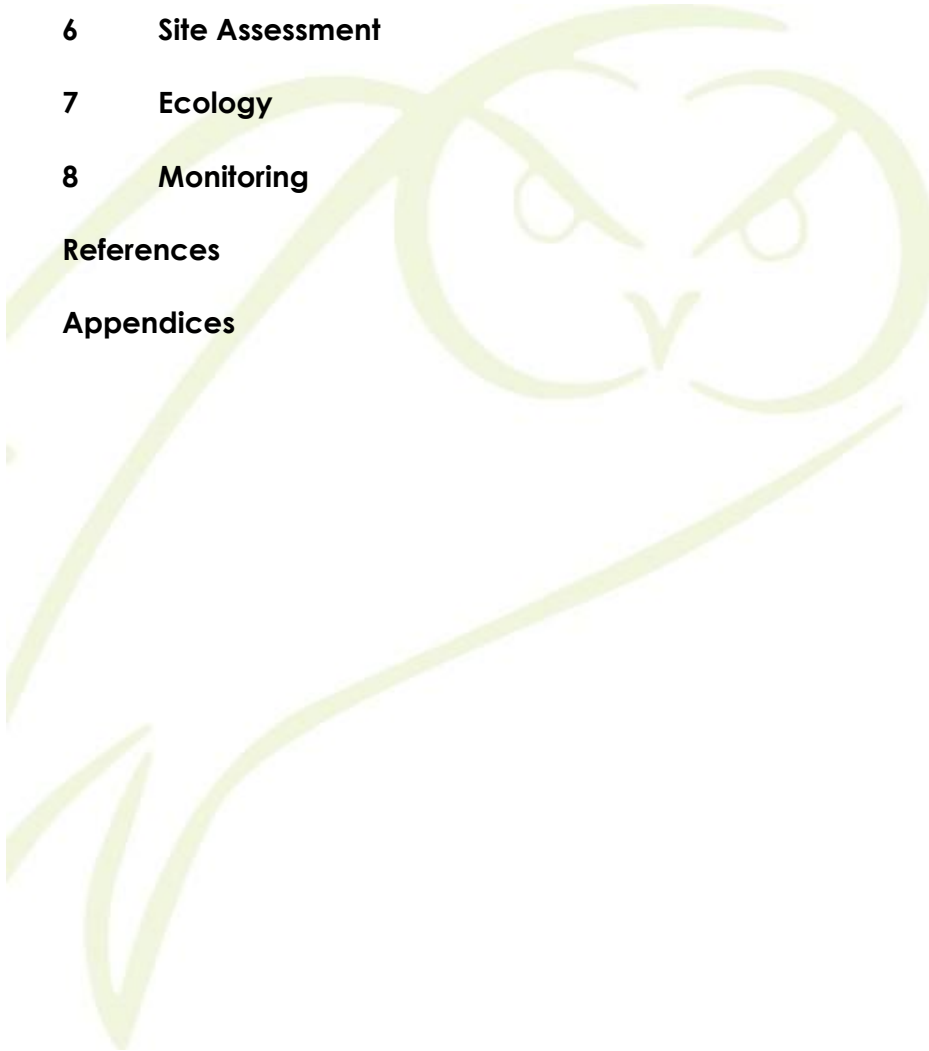 6 Site Assessment
7 Ecology
8 Monitoring
References
Appendices